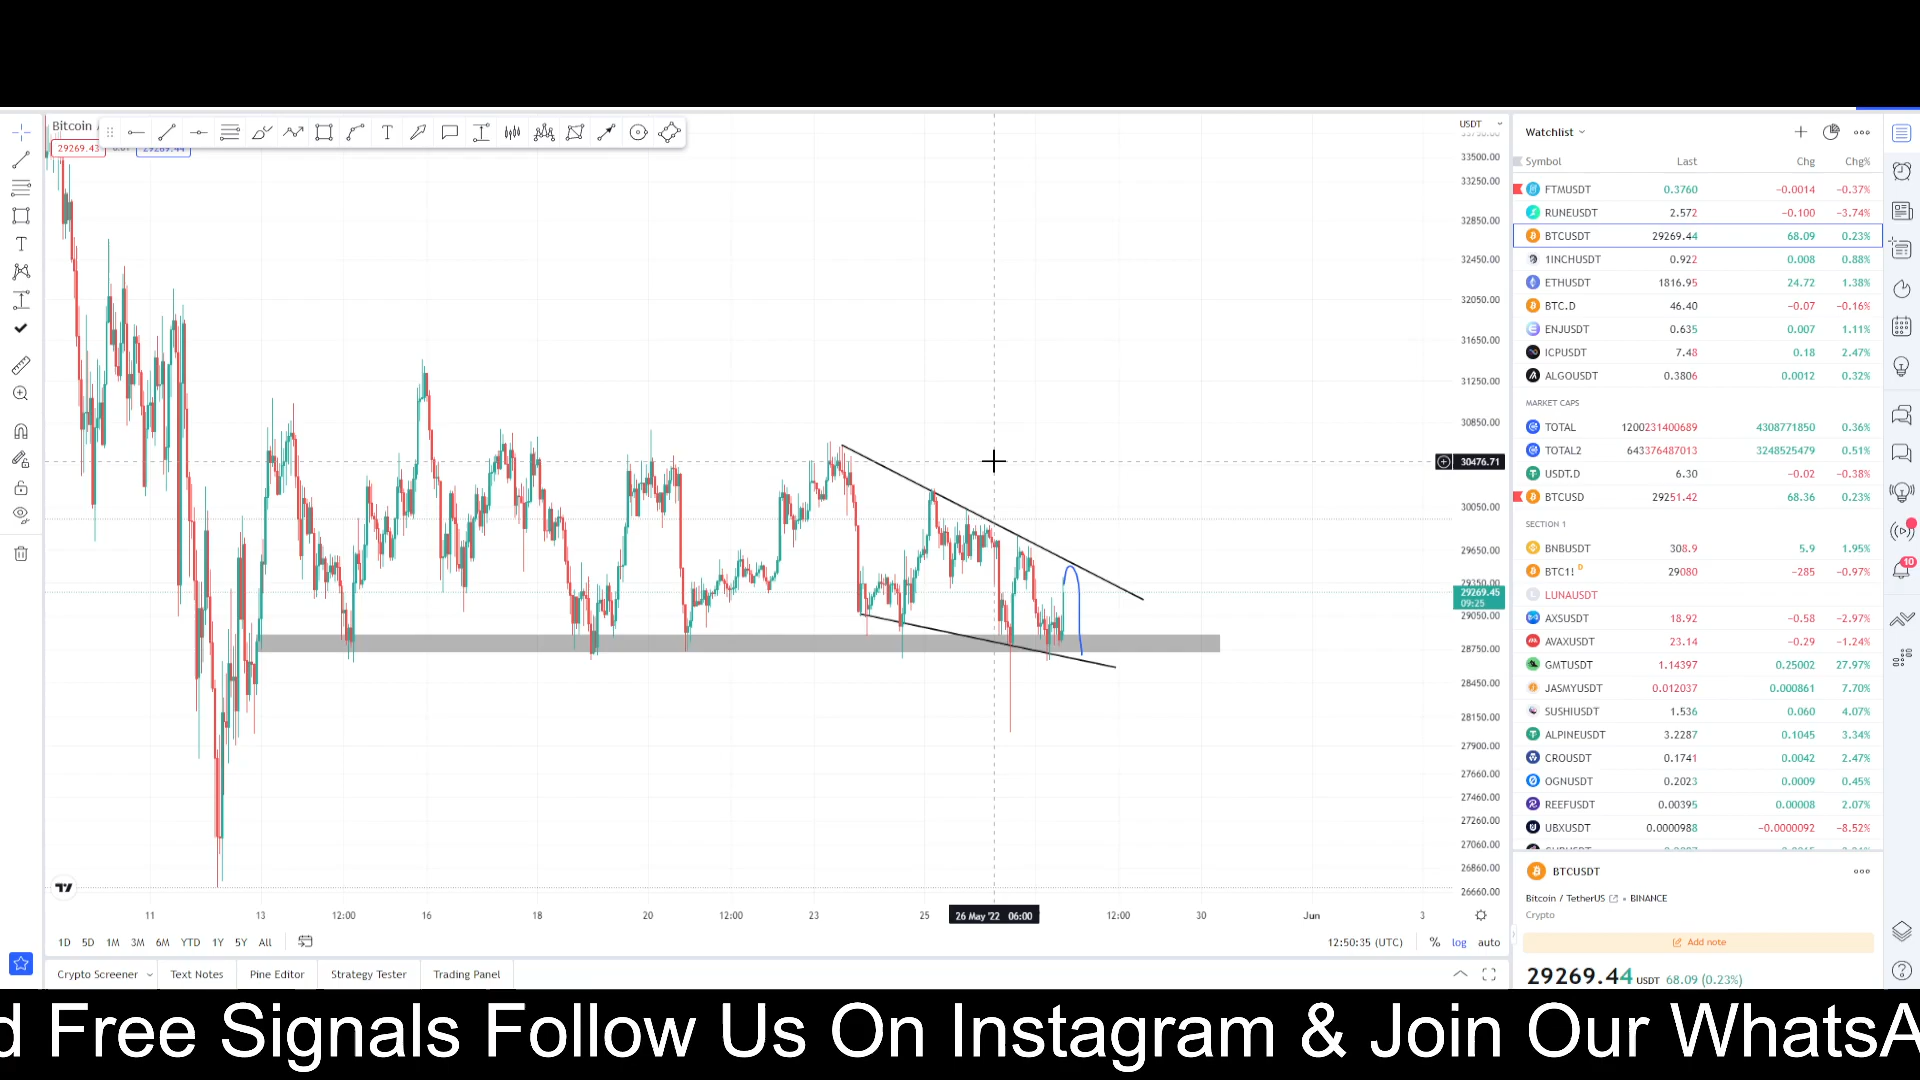 Bitcoin
USDT
29269.43
29269.44
33500.00
33250.00
32850.00
32450.00
32050.00
31650.00
31250.00
30850.00
30476.71
30050.00
29650.00
29350.00
29269.45
09:25
29050.00
28750.00
28450.00
28150.00
27900.00
27660.00
27460.00
27260.00
27060.00
26860.00
26660.00
11 13 12:00 16 18 20 12:00 23 25 26 May '22 06:00 12:00 30 Jun 3
1D 5D 1M 3M 6M YTD 1Y 5Y All 12:50:35 (UTC) % log auto
Crypto Screener Text Notes Pine Editor Strategy Tester Trading Panel
Watchlist
Symbol Last Chg Chg%
FTMUSDT 0.3760 −0.0014 −0.37%
RUNEUSDT 2.572 −0.100 −3.74%
BTCUSDT 29269.44 68.09 0.23%
1INCHUSDT 0.922 0.008 0.88%
ETHUSDT 1816.95 24.72 1.38%
BTC.D 46.40 −0.07 −0.16%
ENJUSDT 0.635 0.007 1.11%
ICPUSDT 7.48 0.18 2.47%
ALGOUSDT 0.3806 0.0012 0.32%
MARKET CAPS
TOTAL 1200231400689 4308771850 0.36%
TOTAL2 643376487013 3248525479 0.51%
USDT.D 6.30 −0.02 −0.38%
BTCUSD 29251.42 68.36 0.23%
SECTION 1
BNBUSDT 308.9 5.9 1.95%
BTC1! D 29080 −285 −0.97%
LUNAUSDT
AXSUSDT 18.92 −0.58 −2.97%
AVAXUSDT 23.14 −0.29 −1.24%
GMTUSDT 1.14397 0.25002 27.97%
JASMYUSDT 0.012037 0.000861 7.70%
SUSHIUSDT 1.536 0.060 4.07%
ALPINEUSDT 3.2287 0.1045 3.34%
CROUSDT 0.1741 0.0042 2.47%
OGNUSDT 0.2023 0.0009 0.45%
REEFUSDT 0.00395 0.00008 2.07%
UBXUSDT 0.0000988 −0.0000092 −8.52%
BTCUSDT
Bitcoin / TetherUS • BINANCE
Crypto
Add note
29269.44 USDT 68.09 (0.23%)
10
d Free Signals Follow Us On Instagram & Join Our WhatsA